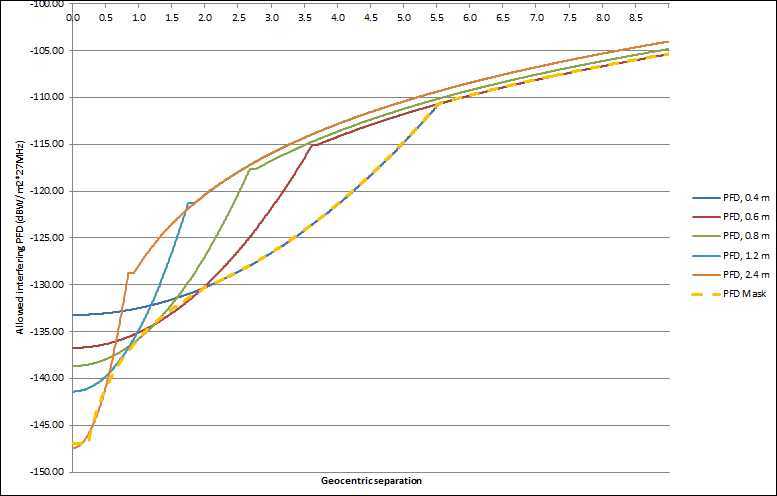 -100.00
0.0 0.5 1.0 1.5 2.0 2.5 3.0 3.5 4.0 4.5 5.0 5.5 6.0 6.5 7.0 7.5 8.0 8.5
-105.00
-110.00
-115.00
-120.00
-125.00
-130.00
-135.00
-140.00
-145.00
-150.00
Allowed interfering PFD (dBW/m2*27MHz)
Geocentric separation
PFD, 0.4 m
PFD, 0.6 m
PFD, 0.8 m
PFD, 1.2 m
PFD, 2.4 m
PFD Mask